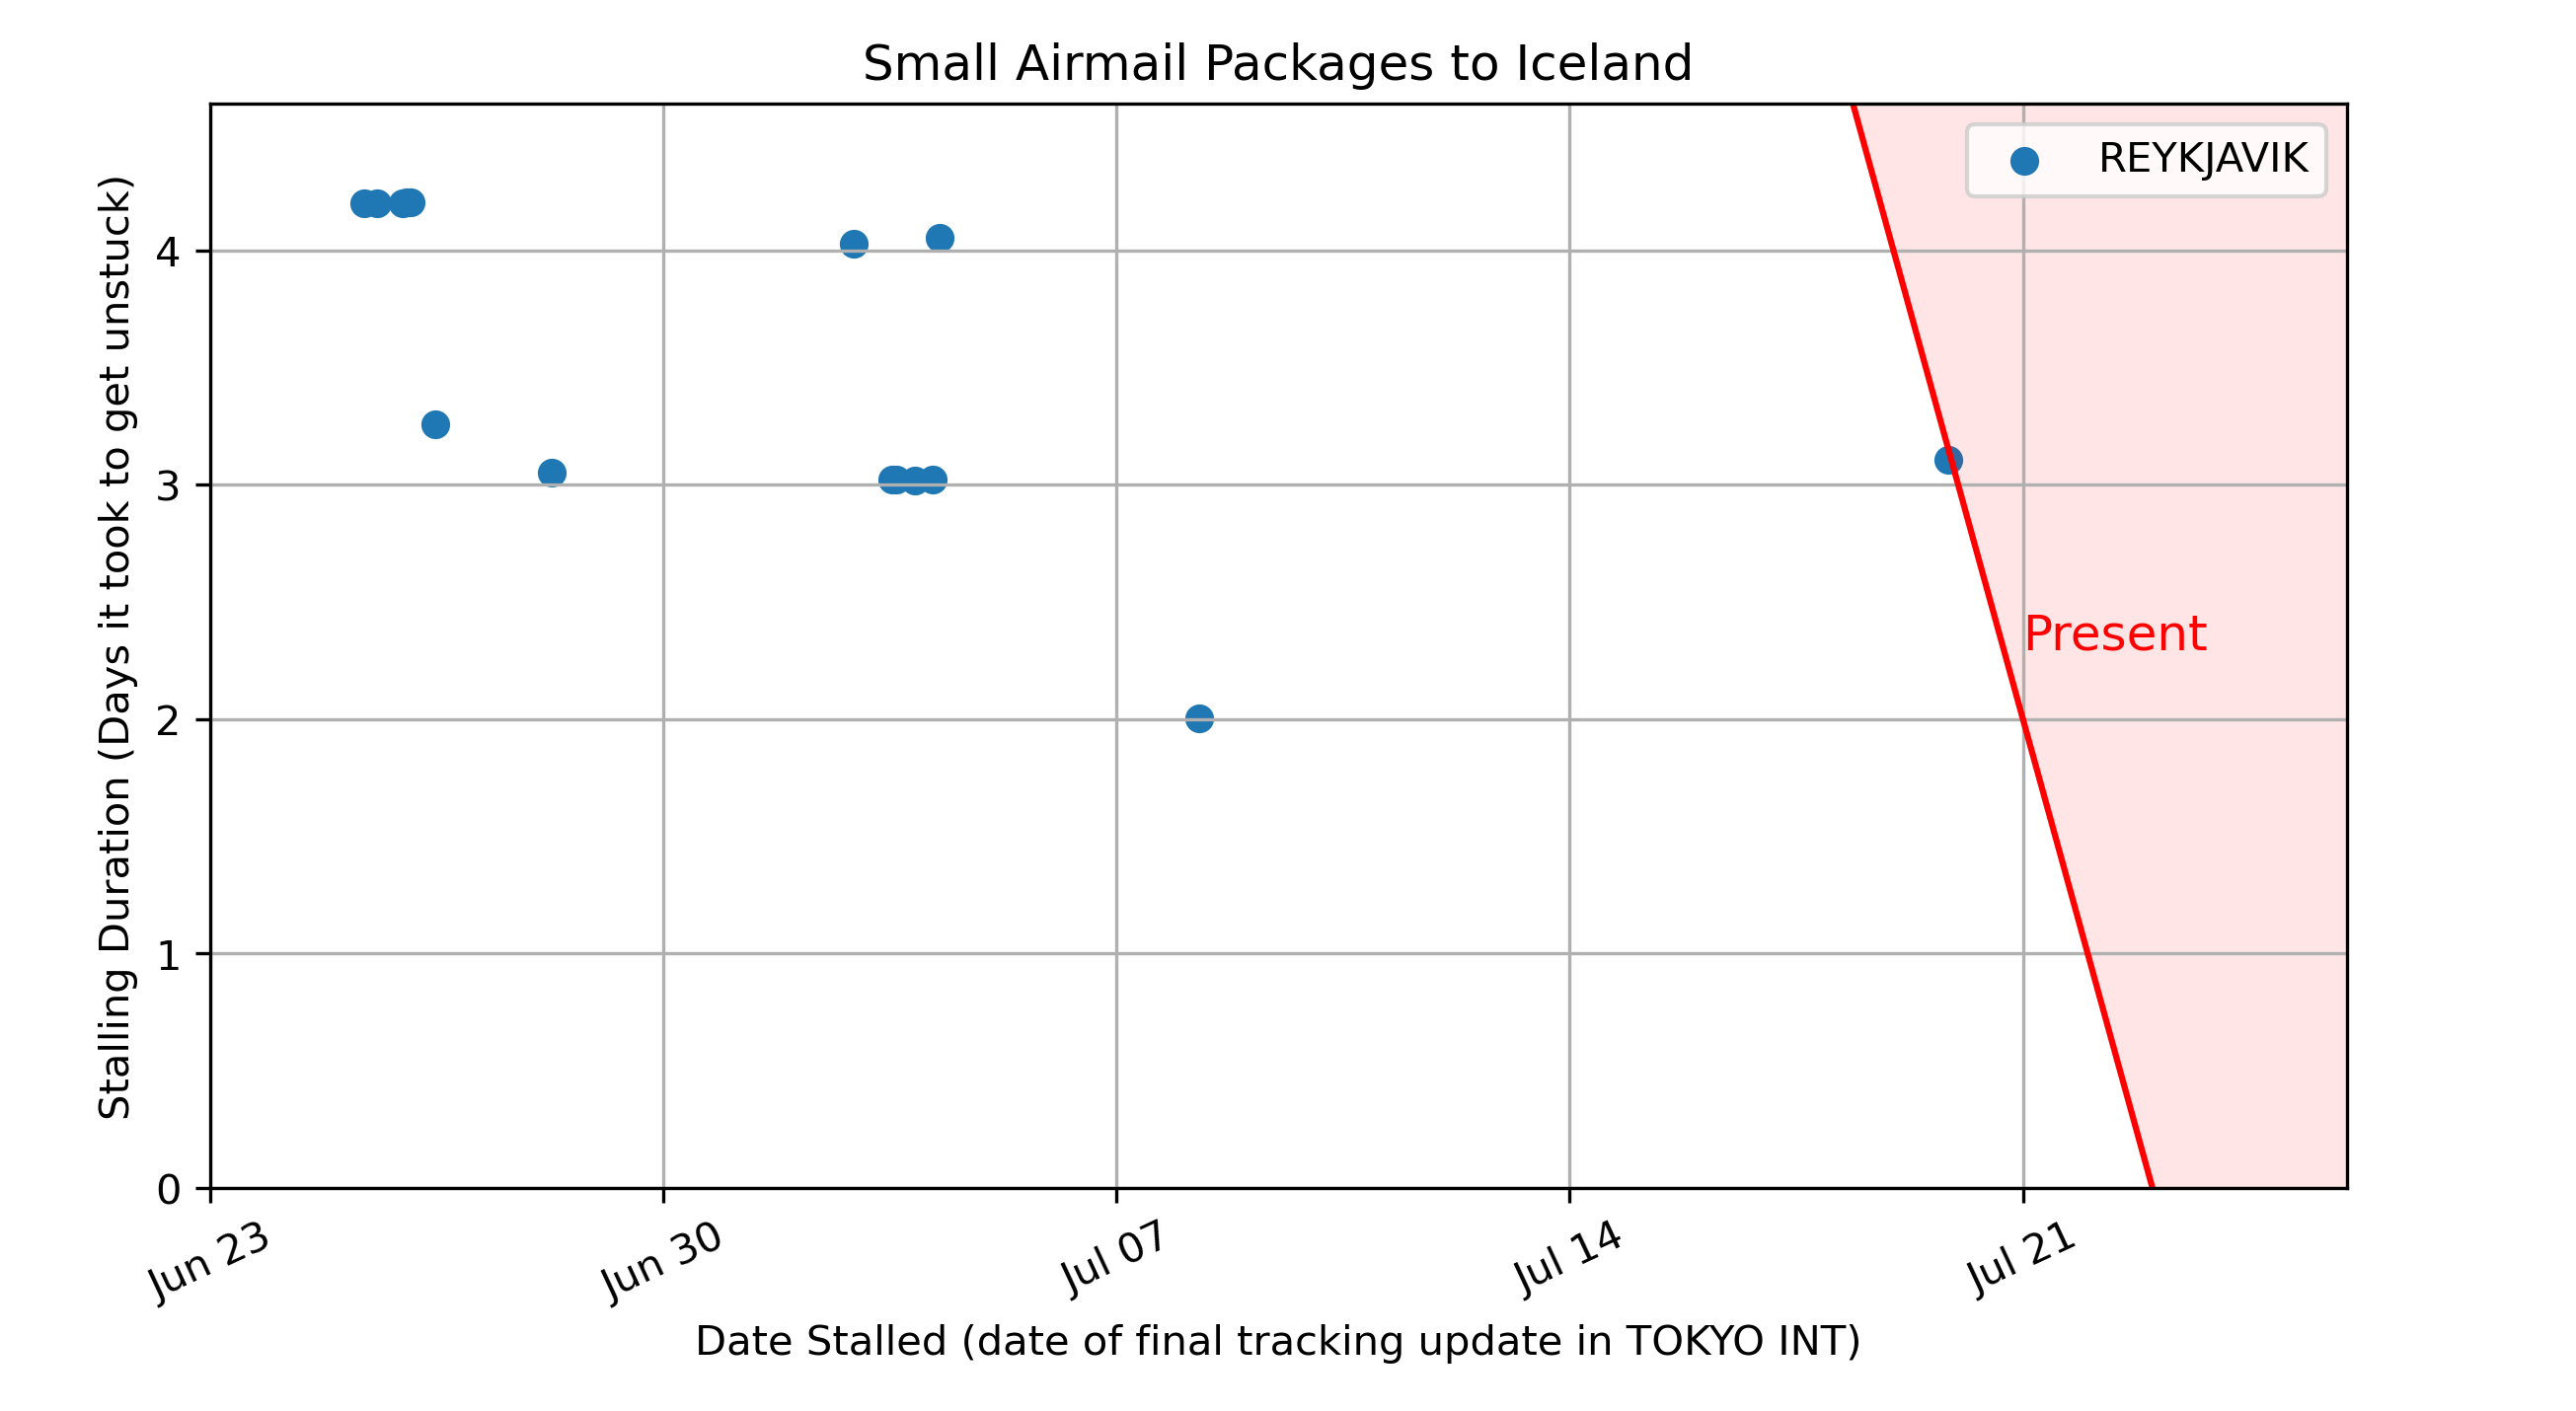 Small Airmail Packages to Iceland
REYKJAVIK
Present
Stalling Duration (Days it took to get unstuck)
4
3
2
1
0
Jun 23
Jun 30
Jul 07
Jul 14
Jul 21
Date Stalled (date of final tracking update in TOKYO INT)